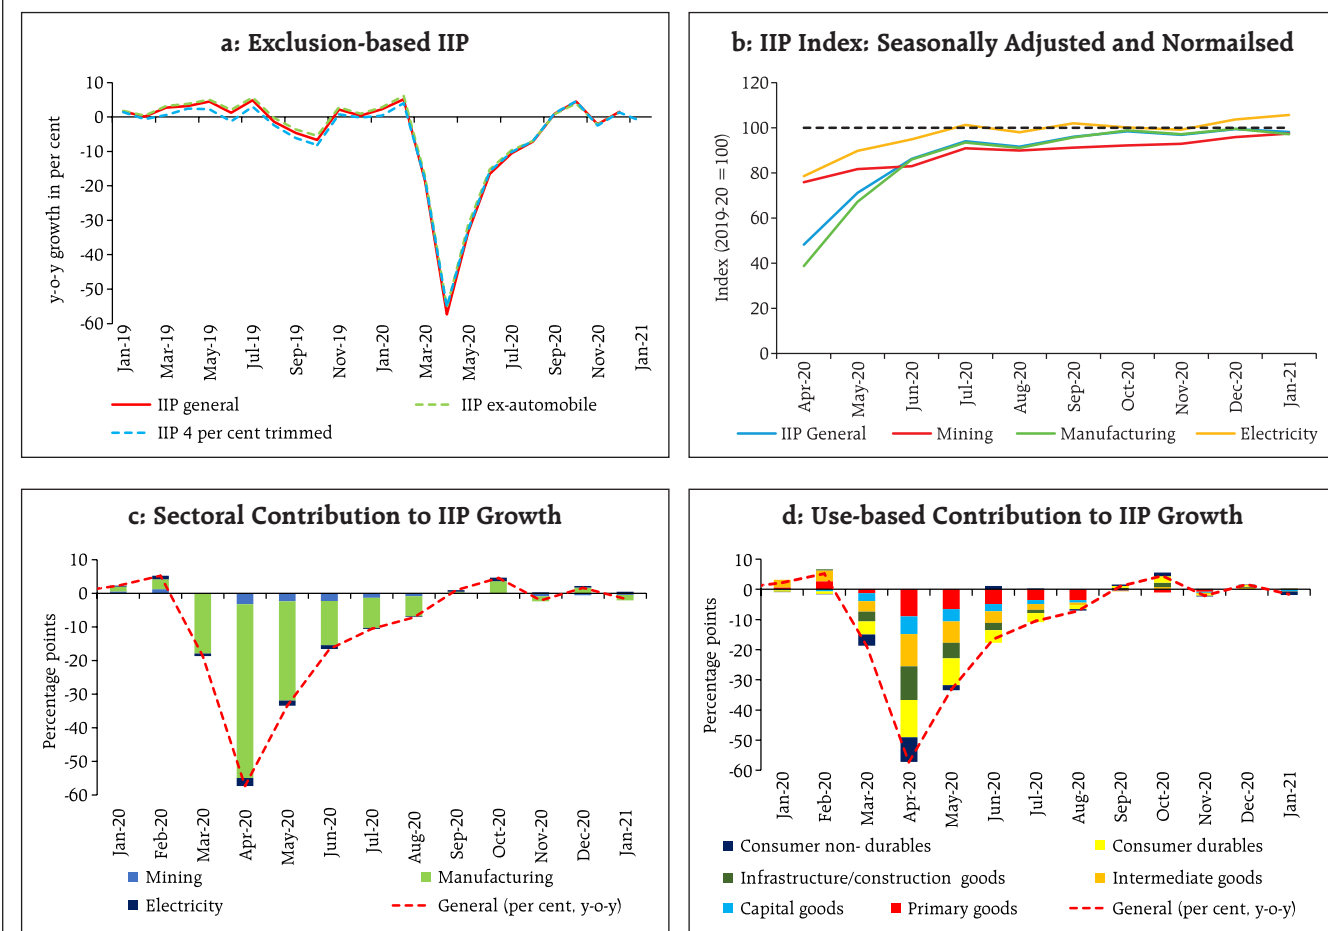 a: Exclusion-based IIP
y-o-y growth in per cent
10
0
-10
-20
-30
-40
-50
-60
Jan-19
Mar-19
May-19
Jul-19
Sep-19
Nov-19
Jan-20
Mar-20
May-20
Jul-20
Sep-20
Nov-20
Jan-21
IIP general
IIP ex-automobile
IIP 4 per cent trimmed
b: IIP Index: Seasonally Adjusted and Normailsed
Index (2019-20 =100)
120
100
80
60
40
20
0
Apr-20
May-20
Jun-20
Jul-20
Aug-20
Sep-20
Oct-20
Nov-20
Dec-20
Jan-21
IIP General
Mining
Manufacturing
Electricity
c: Sectoral Contribution to IIP Growth
Percentage points
10
0
-10
-20
-30
-40
-50
-60
Jan-20
Feb-20
Mar-20
Apr-20
May-20
Jun-20
Jul-20
Aug-20
Sep-20
Oct-20
Nov-20
Dec-20
Jan-21
Mining
Manufacturing
Electricity
General (per cent, y-o-y)
d: Use-based Contribution to IIP Growth
Percentage points
10
0
-10
-20
-30
-40
-50
-60
Jan-20
Feb-20
Mar-20
Apr-20
May-20
Jun-20
Jul-20
Aug-20
Sep-20
Oct-20
Nov-20
Dec-20
Jan-21
Consumer non- durables
Consumer durables
Infrastructure/construction goods
Intermediate goods
Capital goods
Primary goods
General (per cent, y-o-y)